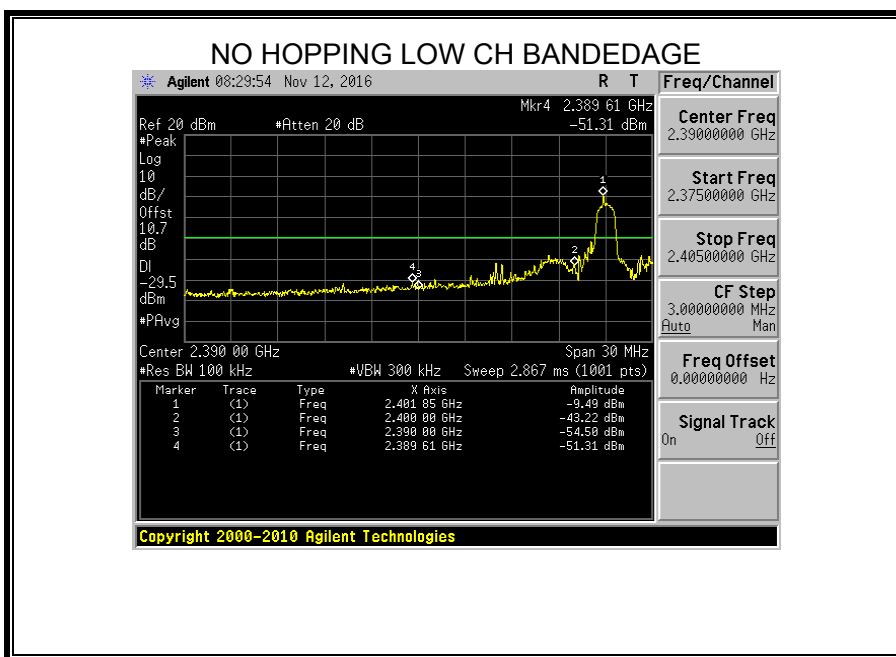 NO HOPPING LOW CH BANDEDAGE
Agilent 08:29:54 Nov 12, 2016 R T
Mkr4 2.389 61 GHz
Ref 20 dBm #Atten 20 dB -51.31 dBm
#Peak
Log
10
dB/
Offst
10.7
dB
DI
-29.5
dBm
#PAvg
1
2
4
3
Center 2.390 00 GHz Span 30 MHz
#Res BW 100 kHz #VBW 300 kHz Sweep 2.867 ms (1001 pts)
Marker Trace Type X Axis Amplitude
1 (1) Freq 2.401 85 GHz -9.49 dBm
2 (1) Freq 2.400 00 GHz -43.22 dBm
3 (1) Freq 2.390 00 GHz -54.50 dBm
4 (1) Freq 2.389 61 GHz -51.31 dBm
Copyright 2000-2010 Agilent Technologies
Freq/Channel
Center Freq
2.39000000 GHz
Start Freq
2.37500000 GHz
Stop Freq
2.40500000 GHz
CF Step
3.00000000 MHz
Auto Man
Freq Offset
0.00000000 Hz
Signal Track
On Off